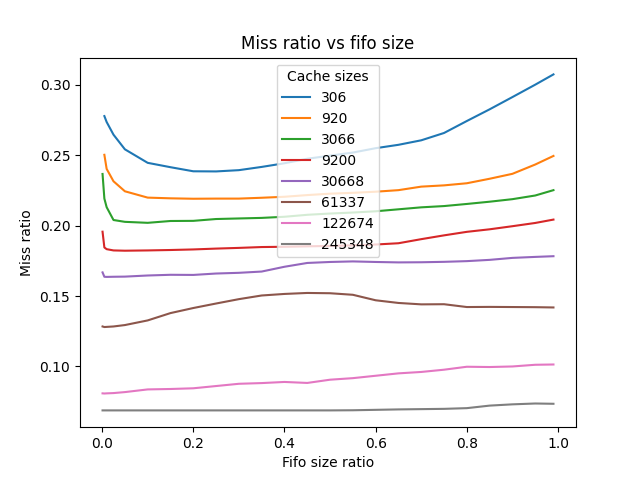 Miss ratio vs fifo size
Cache sizes
306
920
3066
9200
30668
61337
122674
245348
0.30
0.25
0.20
0.15
0.10
Miss ratio
0.0 0.2 0.4 0.6 0.8 1.0
Fifo size ratio